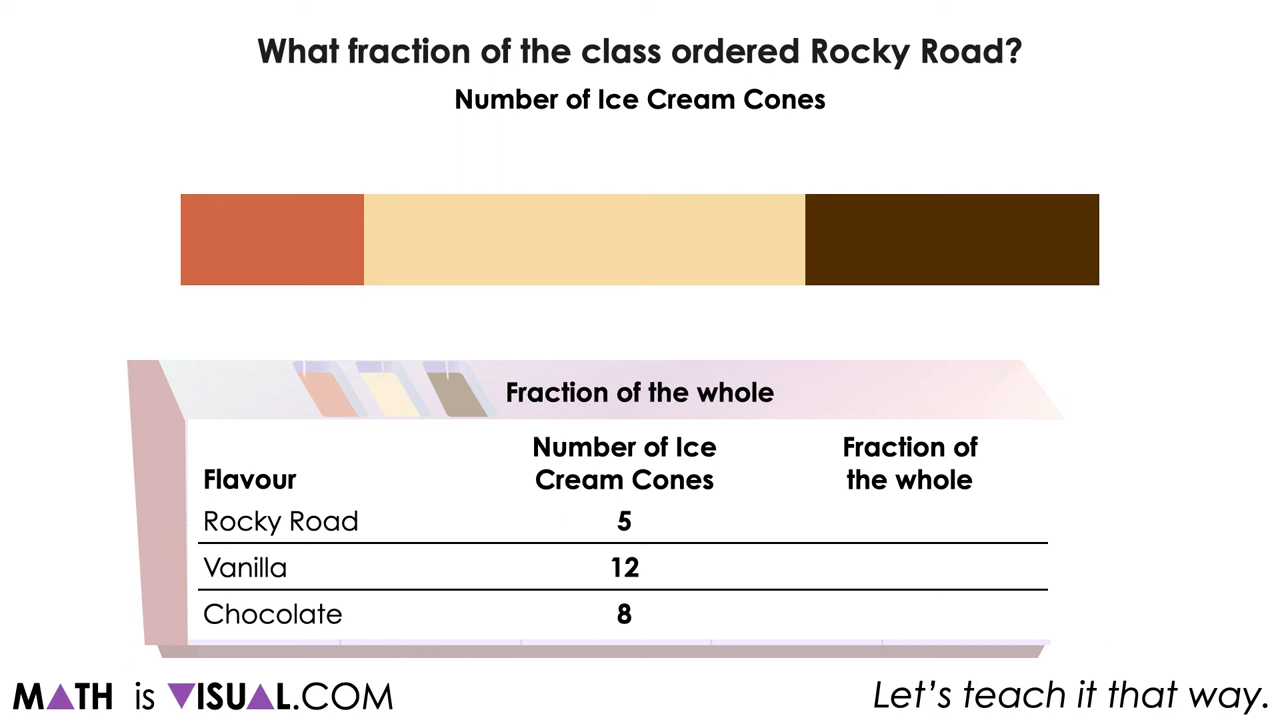 What fraction of the class ordered Rocky Road?
Number of Ice Cream Cones
Fraction of the whole
Flavour Number of Ice Cream Cones Fraction of the whole
Rocky Road 5
Vanilla 12
Chocolate 8
MATH is VISUAL.COM
Let's teach it that way.